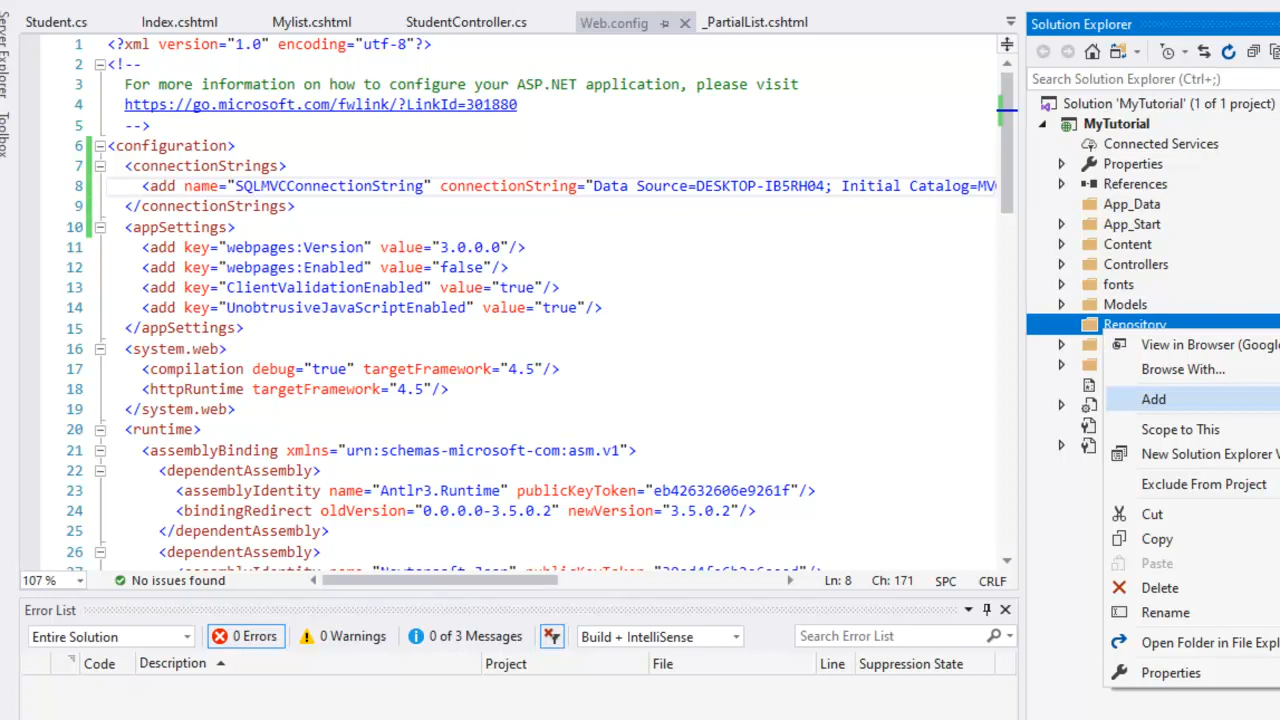 Server Explorer
Toolbox
Student.cs
Index.cshtml
Mylist.cshtml
StudentController.cs
Web.config
_PartialList.cshtml
1 <?xml version="1.0" encoding="utf-8"?>
2 <!--
3 For more information on how to configure your ASP.NET application, please visit
4 https://go.microsoft.com/fwlink/?LinkId=301880
5 -->
6 <configuration>
7 <connectionStrings>
8 <add name="SQLMVCConnectionString" connectionString="Data Source=DESKTOP-IB5RH04; Initial Catalog=MV
9 </connectionStrings>
10 <appSettings>
11 <add key="webpages:Version" value="3.0.0.0"/>
12 <add key="webpages:Enabled" value="false"/>
13 <add key="ClientValidationEnabled" value="true"/>
14 <add key="UnobtrusiveJavaScriptEnabled" value="true"/>
15 </appSettings>
16 <system.web>
17 <compilation debug="true" targetFramework="4.5"/>
18 <httpRuntime targetFramework="4.5"/>
19 </system.web>
20 <runtime>
21 <assemblyBinding xmlns="urn:schemas-microsoft-com:asm.v1">
22 <dependentAssembly>
23 <assemblyIdentity name="Antlr3.Runtime" publicKeyToken="eb42632606e9261f"/>
24 <bindingRedirect oldVersion="0.0.0.0-3.5.0.2" newVersion="3.5.0.2"/>
25 </dependentAssembly>
26 <dependentAssembly>
107 %
No issues found
Ln: 8
Ch: 171
SPC
CRLF
Error List
Entire Solution
0 Errors
0 Warnings
0 of 3 Messages
Build + IntelliSense
Search Error List
Code
Description
Project
File
Line
Suppression State
Solution Explorer
Search Solution Explorer (Ctrl+;)
Solution 'MyTutorial' (1 of 1 project)
MyTutorial
Connected Services
Properties
References
App_Data
App_Start
Content
Controllers
fonts
Models
Repository
View in Browser (Google
Browse With...
Add
Scope to This
New Solution Explorer V
Exclude From Project
Cut
Copy
Paste
Delete
Rename
Open Folder in File Expl
Properties